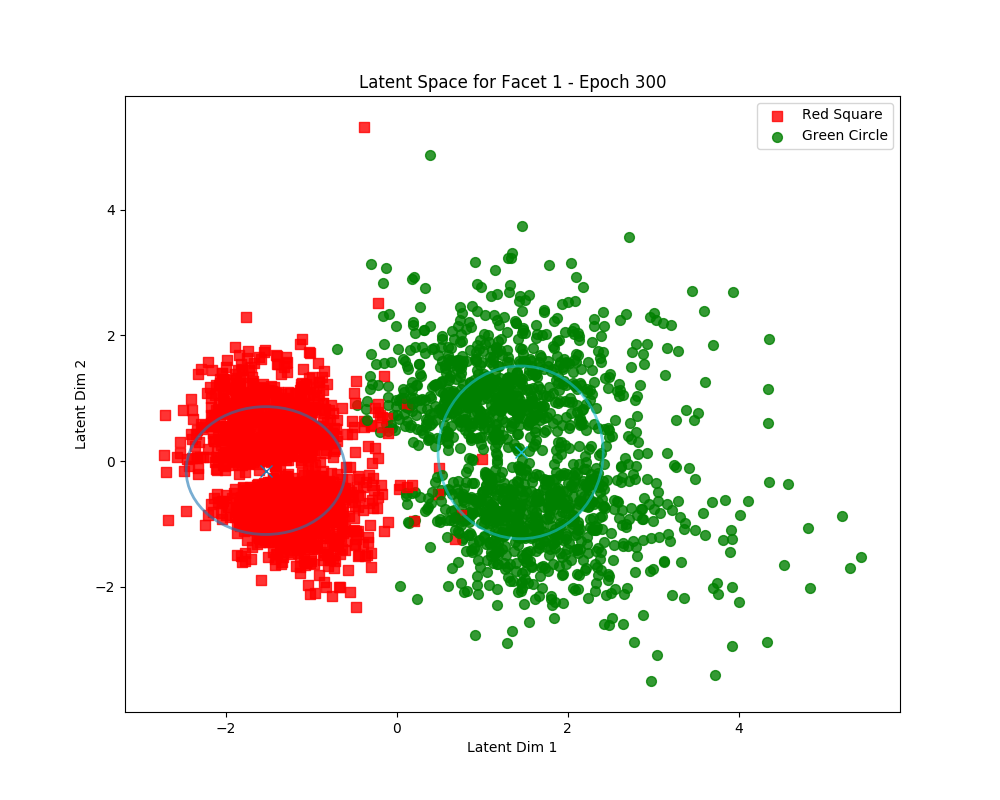 Latent Space for Facet 1 - Epoch 300
Red Square
Green Circle
4
2
0
−2
Latent Dim 2
−2
0
2
4
Latent Dim 1